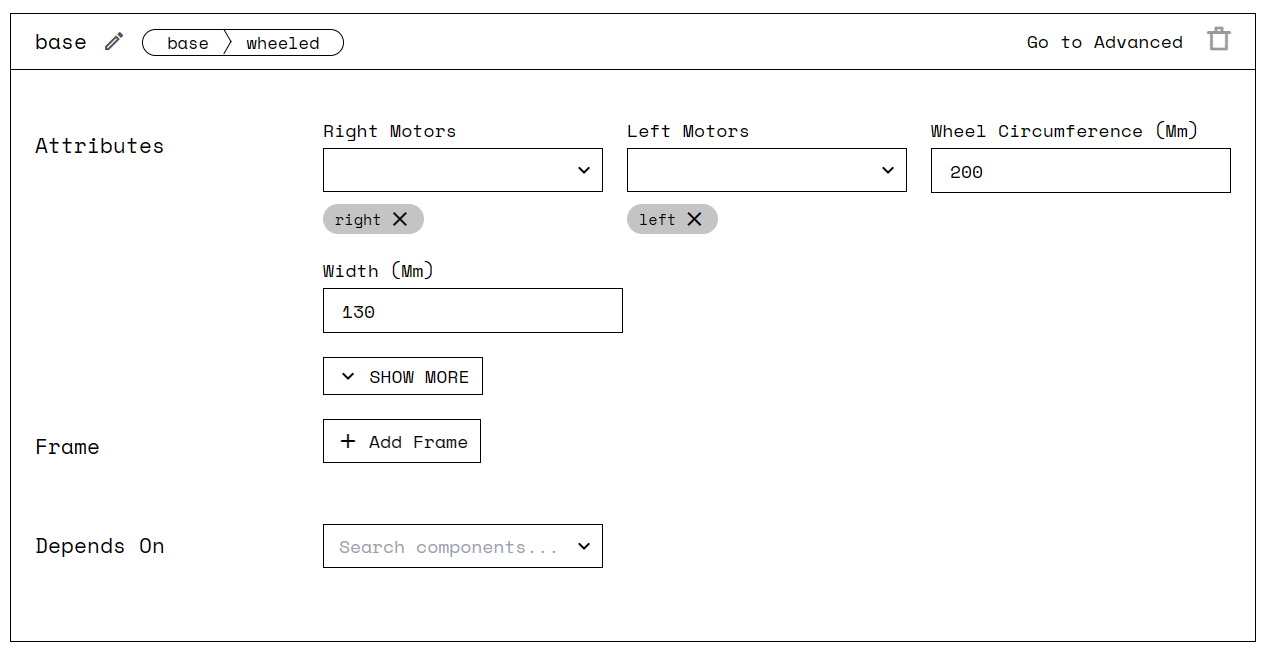 base base wheeled Go to Advanced
Attributes
Right Motors Left Motors Wheel Circumference (Mm)
200
right left
Width (Mm)
130
SHOW MORE
Frame + Add Frame
Depends On Search components...